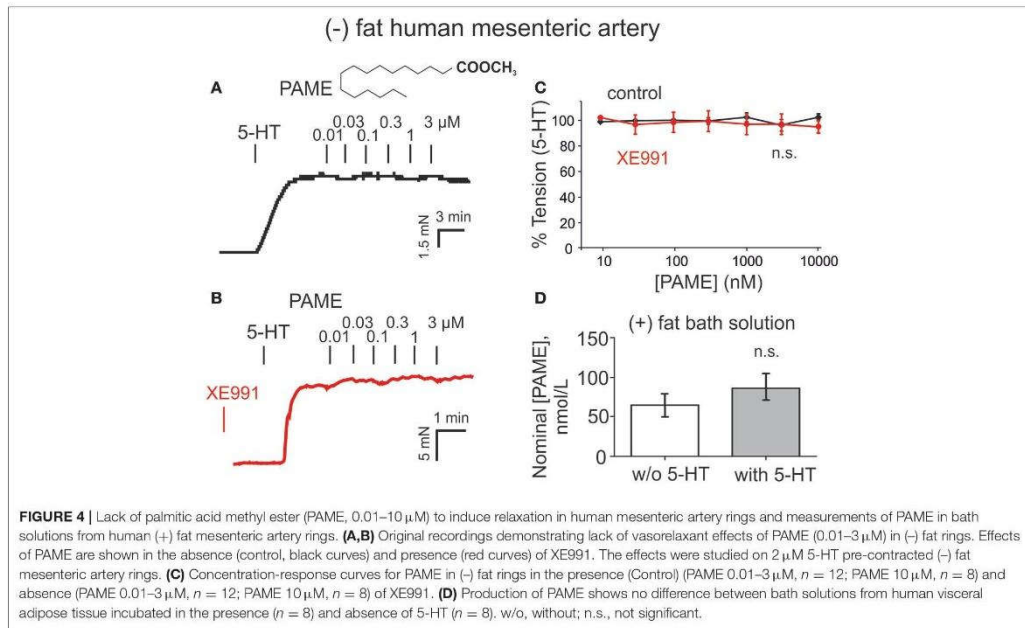 (-) fat human mesenteric artery
A
PAME
COOCH₃
5-HT
0.01 0.03 0.1 0.3 1 3 µM
3 min
1.5 mN
B
PAME
5-HT
0.01 0.03 0.1 0.3 1 3 µM
XE991
1 min
5 mN
C
control
XE991
n.s.
% Tension (5-HT)
100
80
60
40
20
0
10 100 1000 10000
[PAME] (nM)
D
(+) fat bath solution
n.s.
Nominal [PAME],
nmol/L
150
100
50
0
w/o 5-HT with 5-HT
FIGURE 4 | Lack of palmitic acid methyl ester (PAME, 0.01–10 µM) to induce relaxation in human mesenteric artery rings and measurements of PAME in bath
solutions from human (+) fat mesenteric artery rings. (A,B) Original recordings demonstrating lack of vasorelaxant effects of PAME (0.01–3 µM) in (-) fat rings. Effects
of PAME are shown in the absence (control, black curves) and presence (red curves) of XE991. The effects were studied on 2 µM 5-HT pre-contracted (-) fat
mesenteric artery rings. (C) Concentration-response curves for PAME in (-) fat rings in the presence (Control) (PAME 0.01–3 µM, n = 12; PAME 10 µM, n = 8) and
absence (PAME 0.01–3 µM, n = 12; PAME 10 µM, n = 8) of XE991. (D) Production of PAME shows no difference between bath solutions from human visceral
adipose tissue incubated in the presence (n = 8) and absence of 5-HT (n = 8). w/o, without; n.s., not significant.